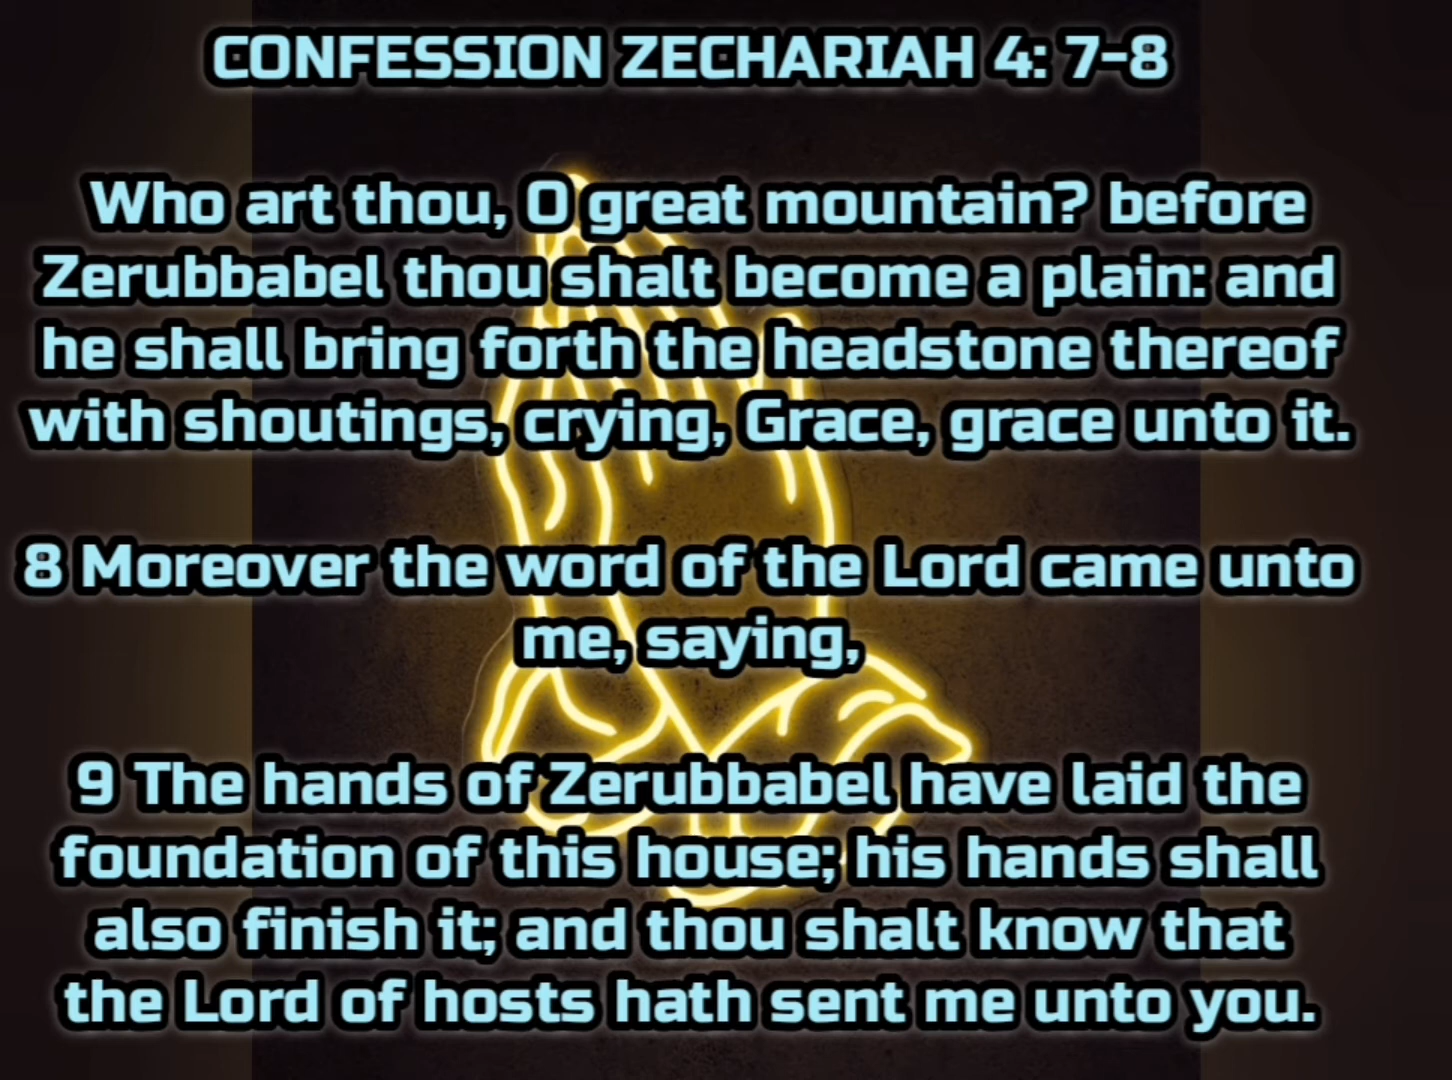 CONFESSION ZECHARIAH 4: 7-8
Who art thou, O great mountain? before
Zerubbabel thou shalt become a plain: and
he shall bring forth the headstone thereof
with shoutings, crying, Grace, grace unto it.
8 Moreover the word of the Lord came unto
me, saying,
9 The hands of Zerubbabel have laid the
foundation of this house; his hands shall
also finish it; and thou shalt know that
the Lord of hosts hath sent me unto you.